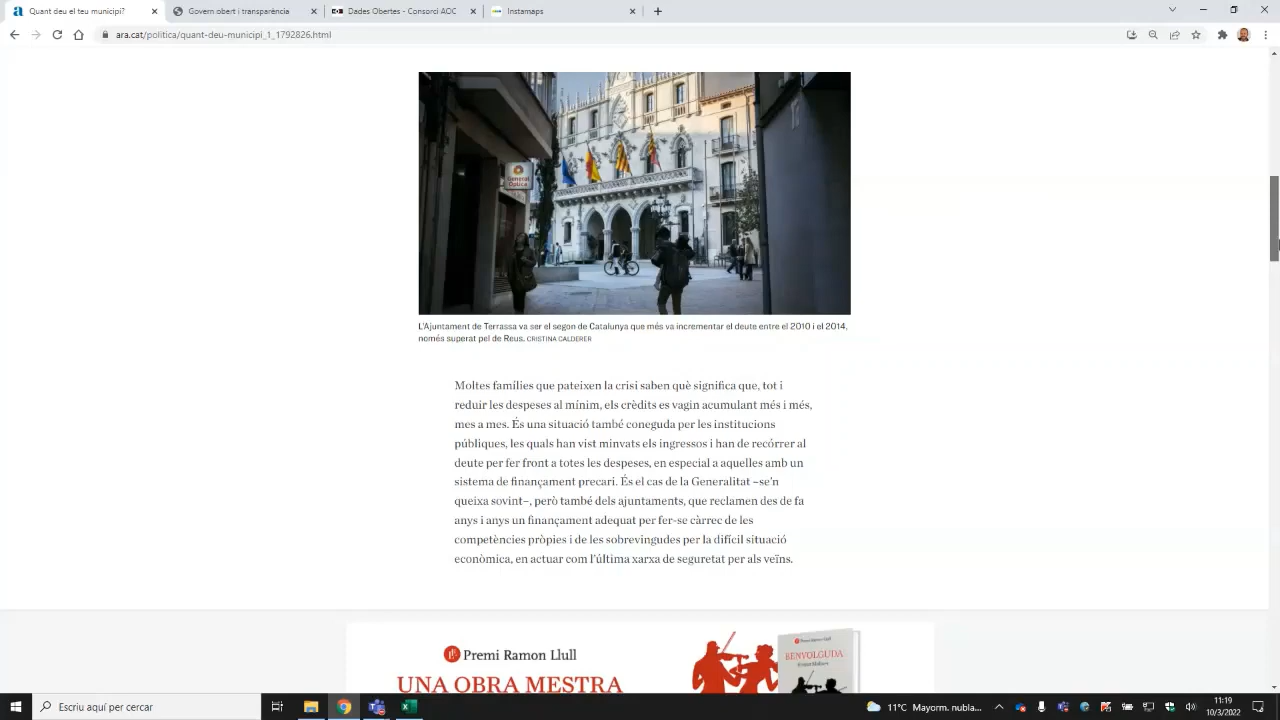 Quant deu el teu municipi?
Govern obert i transparència
Dades Obertes - Consorci AOC
Instamaps
ara.cat/politica/quant-deu-municipi_1_1792826.html
General
Optica
L'Ajuntament de Terrassa va ser el segon de Catalunya que més va incrementar el deute entre el 2010 i el 2014,
només superat pel de Reus. CRISTINA CALDERER
Moltes famílies que pateixen la crisi saben què significa que, tot i
reduir les despeses al mínim, els crèdits es vagin acumulant més i més,
mes a mes. És una situació també coneguda per les institucions
públiques, les quals han vist minvats els ingressos i han de recórrer al
deute per fer front a totes les despeses, en especial a aquelles amb un
sistema de finançament precari. És el cas de la Generalitat –se'n
queixa sovint–, però també dels ajuntaments, que reclamen des de fa
anys i anys un finançament adequat per fer-se càrrec de les
competències pròpies i de les sobrevingudes per la difícil situació
econòmica, en actuar com l'última xarxa de seguretat per als veïns.
Premi Ramon Llull
UNA OBRA MESTRA
Premi Ramon Llull
BENVOLGUDA
Escriu aquí per cercar
11°C Mayorm. nubla...
11:19
10/3/2022